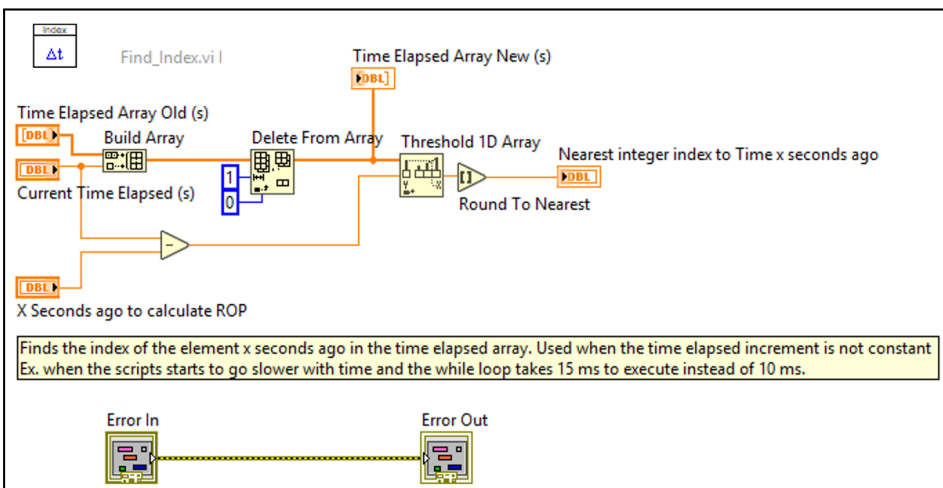 Index
Δt
Find_Index.vi
Time Elapsed Array New (s)
DBL
Time Elapsed Array Old (s)
DBL
Build Array
Delete From Array
Threshold 1D Array
Nearest integer index to Time x seconds ago
DBL
DBL
Current Time Elapsed (s)
1
0
Round To Nearest
-
DBL
X Seconds ago to calculate ROP
Finds the index of the element x seconds ago in the time elapsed array. Used when the time elapsed increment is not constant
Ex. when the scripts starts to go slower with time and the while loop takes 15 ms to execute instead of 10 ms.
Error In
Error Out